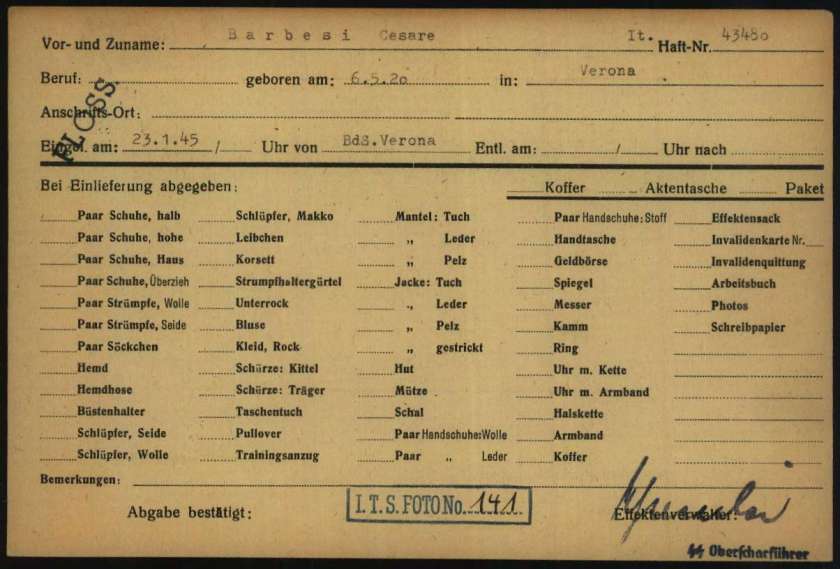 Vor- und Zuname: Barbesi Cesare It. Haft-Nr. 43480
Beruf: geboren am: 6.5.20 in: Verona
Anschrifts-Ort:
FLOSS.
Eingel. am: 23.1.45 / Uhr von BdS.Verona Entl. am: / Uhr nach
Bei Einlieferung abgegeben: Koffer Aktentasche Paket
Paar Schuhe, halb Schlüpfer, Makko Mantel: Tuch Paar Handschuhe: Stoff Effektensack
Paar Schuhe, hohe Leibchen „ Leder Handtasche Invalidenkarte Nr.
Paar Schuhe, Haus Korsett „ Pelz Geldbörse Invalidenquittung
Paar Schuhe, Überzieh Strumpfhaltergürtel Jacke: Tuch Spiegel Arbeitsbuch
Paar Strümpfe, Wolle Unterrock „ Leder Messer Photos
Paar Strümpfe, Seide Bluse „ Pelz Kamm Schreibpapier
Paar Söckchen Kleid, Rock „ gestrickt Ring
Hemd Schürze: Kittel Hut Uhr m. Kette
Hemdhose Schürze: Träger Mütze Uhr m. Armband
Büstenhalter Taschentuch Schal Halskette
Schlüpfer, Seide Pullover Paar Handschuhe: Wolle Armband
Schlüpfer, Wolle Trainingsanzug Paar „ Leder Koffer
Bemerkungen:
Abgabe bestätigt: I.T.S. FOTO No. 141 Effektenverwalter:
SS Oberscharführer